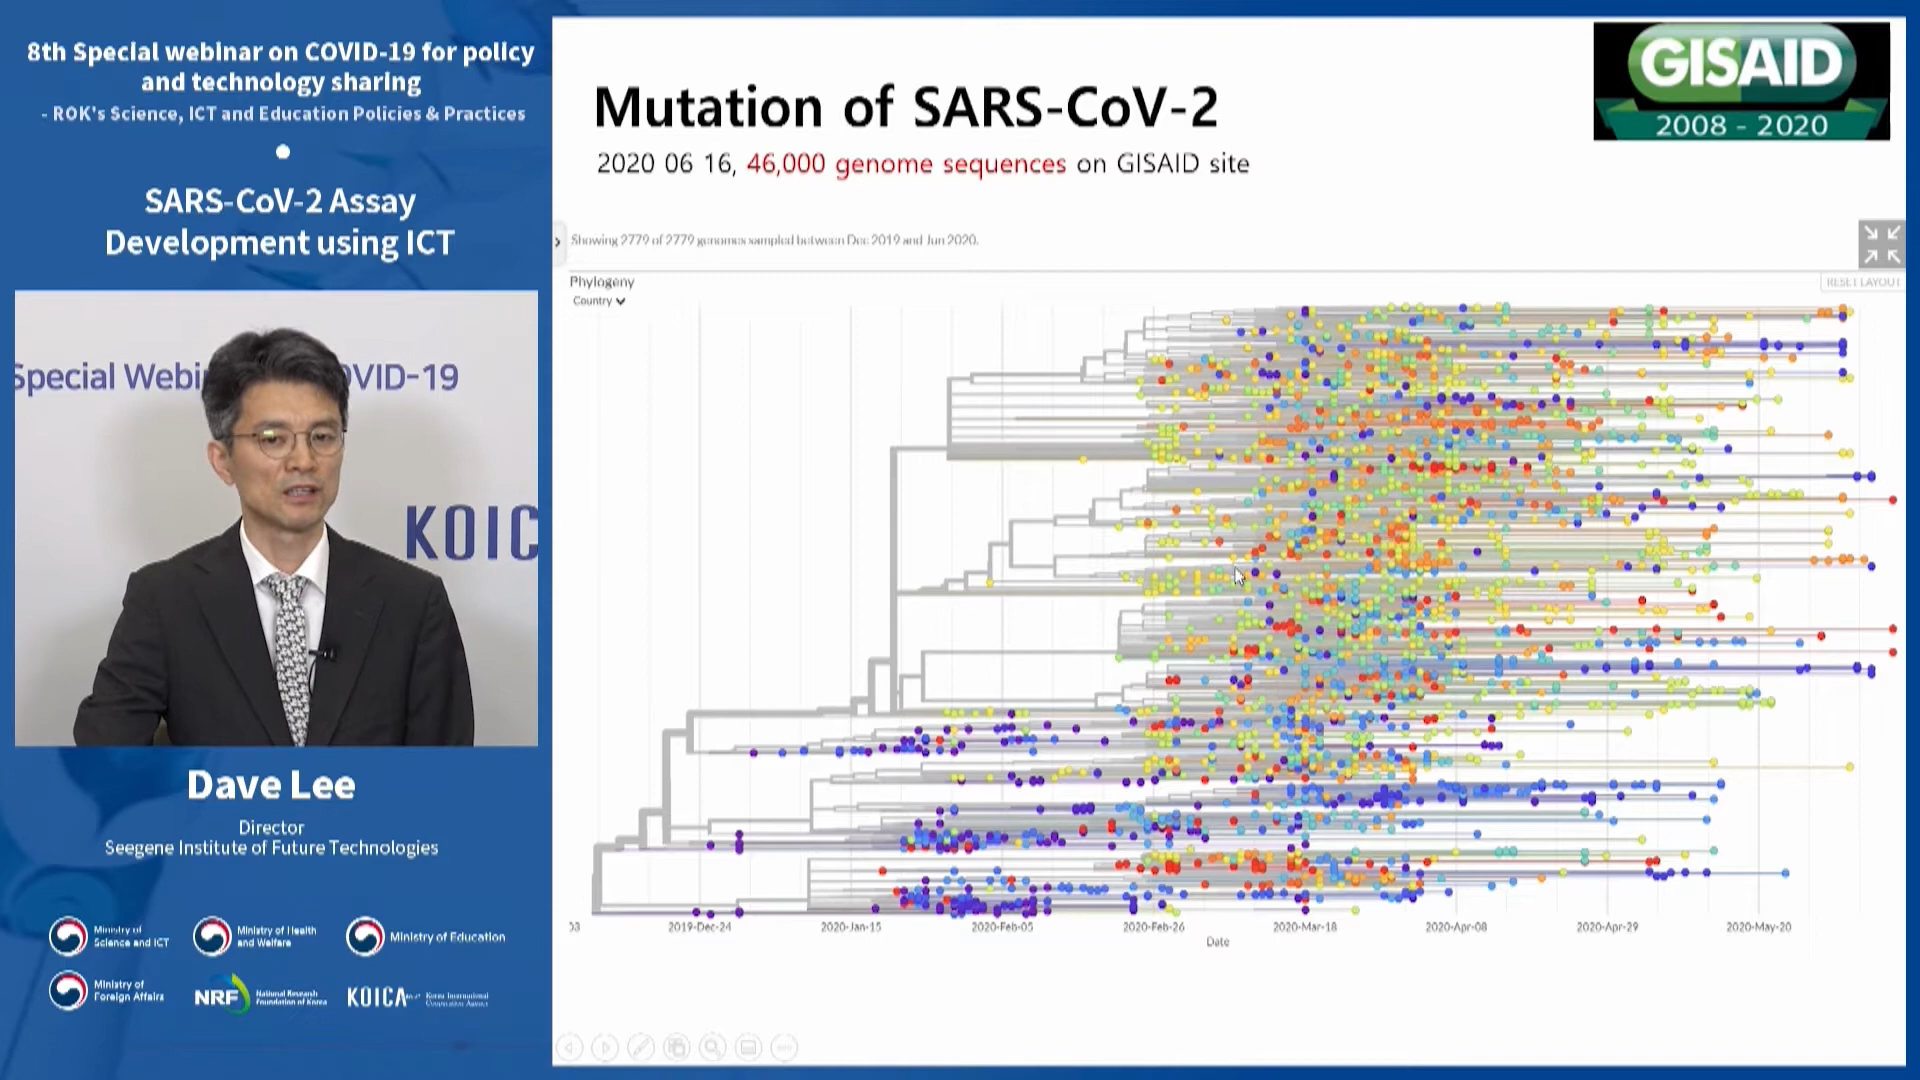 8th Special webinar on COVID-19 for policy
and technology sharing
- ROK's Science, ICT and Education Policies & Practices
SARS-CoV-2 Assay
Development using ICT
Special Webi
OVID-19
KOIC
Dave Lee
Director
Seegene Institute of Future Technologies
Ministry of
Science and ICT
Ministry of Health
and Welfare
Ministry of Education
Ministry of
Foreign Affairs
NRF
National Research
Foundation of Korea
KOICA
Korea International
Cooperation Agency
Mutation of SARS-CoV-2
2020 06 16, 46,000 genome sequences on GISAID site
GISAID
2008 - 2020
Showing 2779 of 2779 genomes sampled between Dec 2019 and Jun 2020.
Phylogeny
Country
RESET LAYOUT
03
2019-Dec-24
2020-Jan-15
2020-Feb-05
2020-Feb-26
2020-Mar-18
2020-Apr-08
2020-Apr-29
2020-May-20
Date